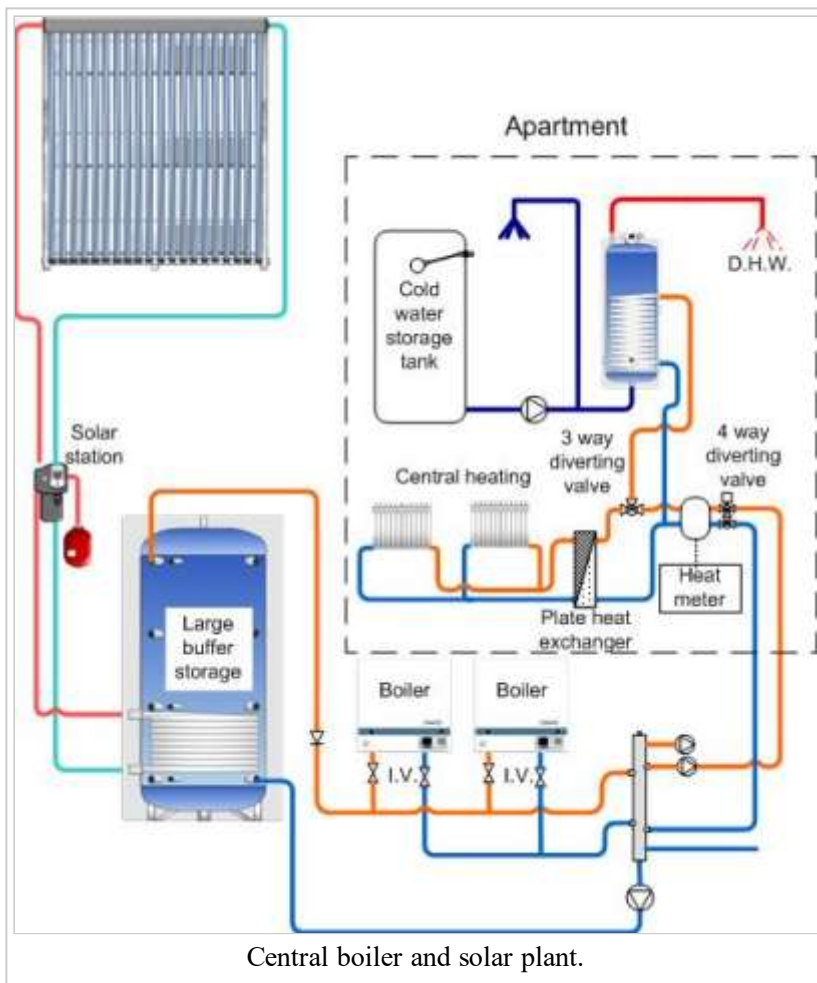 Apartment
Cold
water
storage
tank
D.H.W.
Solar
station
3 way
diverting
valve
4 way
diverting
valve
Central heating
Heat
meter
Plate heat
exchanger
Large
buffer
storage
Boiler
Boiler
I.V.
I.V.
Central boiler and solar plant.